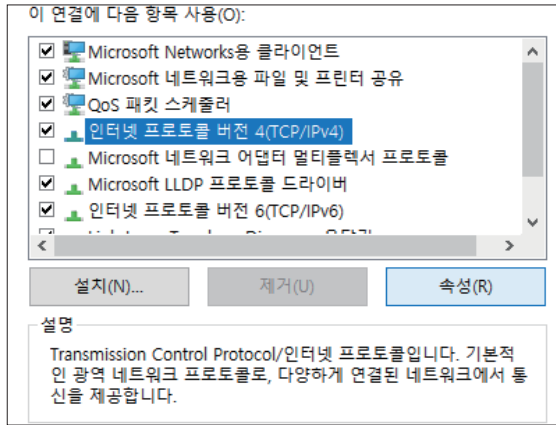 이 연결에 다음 항목 사용(O):
Microsoft Networks용 클라이언트
Microsoft 네트워크용 파일 및 프린터 공유
QoS 패킷 스케줄러
인터넷 프로토콜 버전 4(TCP/IPv4)
Microsoft 네트워크 어댑터 멀티플렉서 프로토콜
Microsoft LLDP 프로토콜 드라이버
인터넷 프로토콜 버전 6(TCP/IPv6)
설치(N)... 제거(U) 속성(R)
설명
Transmission Control Protocol/인터넷 프로토콜입니다. 기본적
인 광역 네트워크 프로토콜로, 다양하게 연결된 네트워크에서 통
신을 제공합니다.